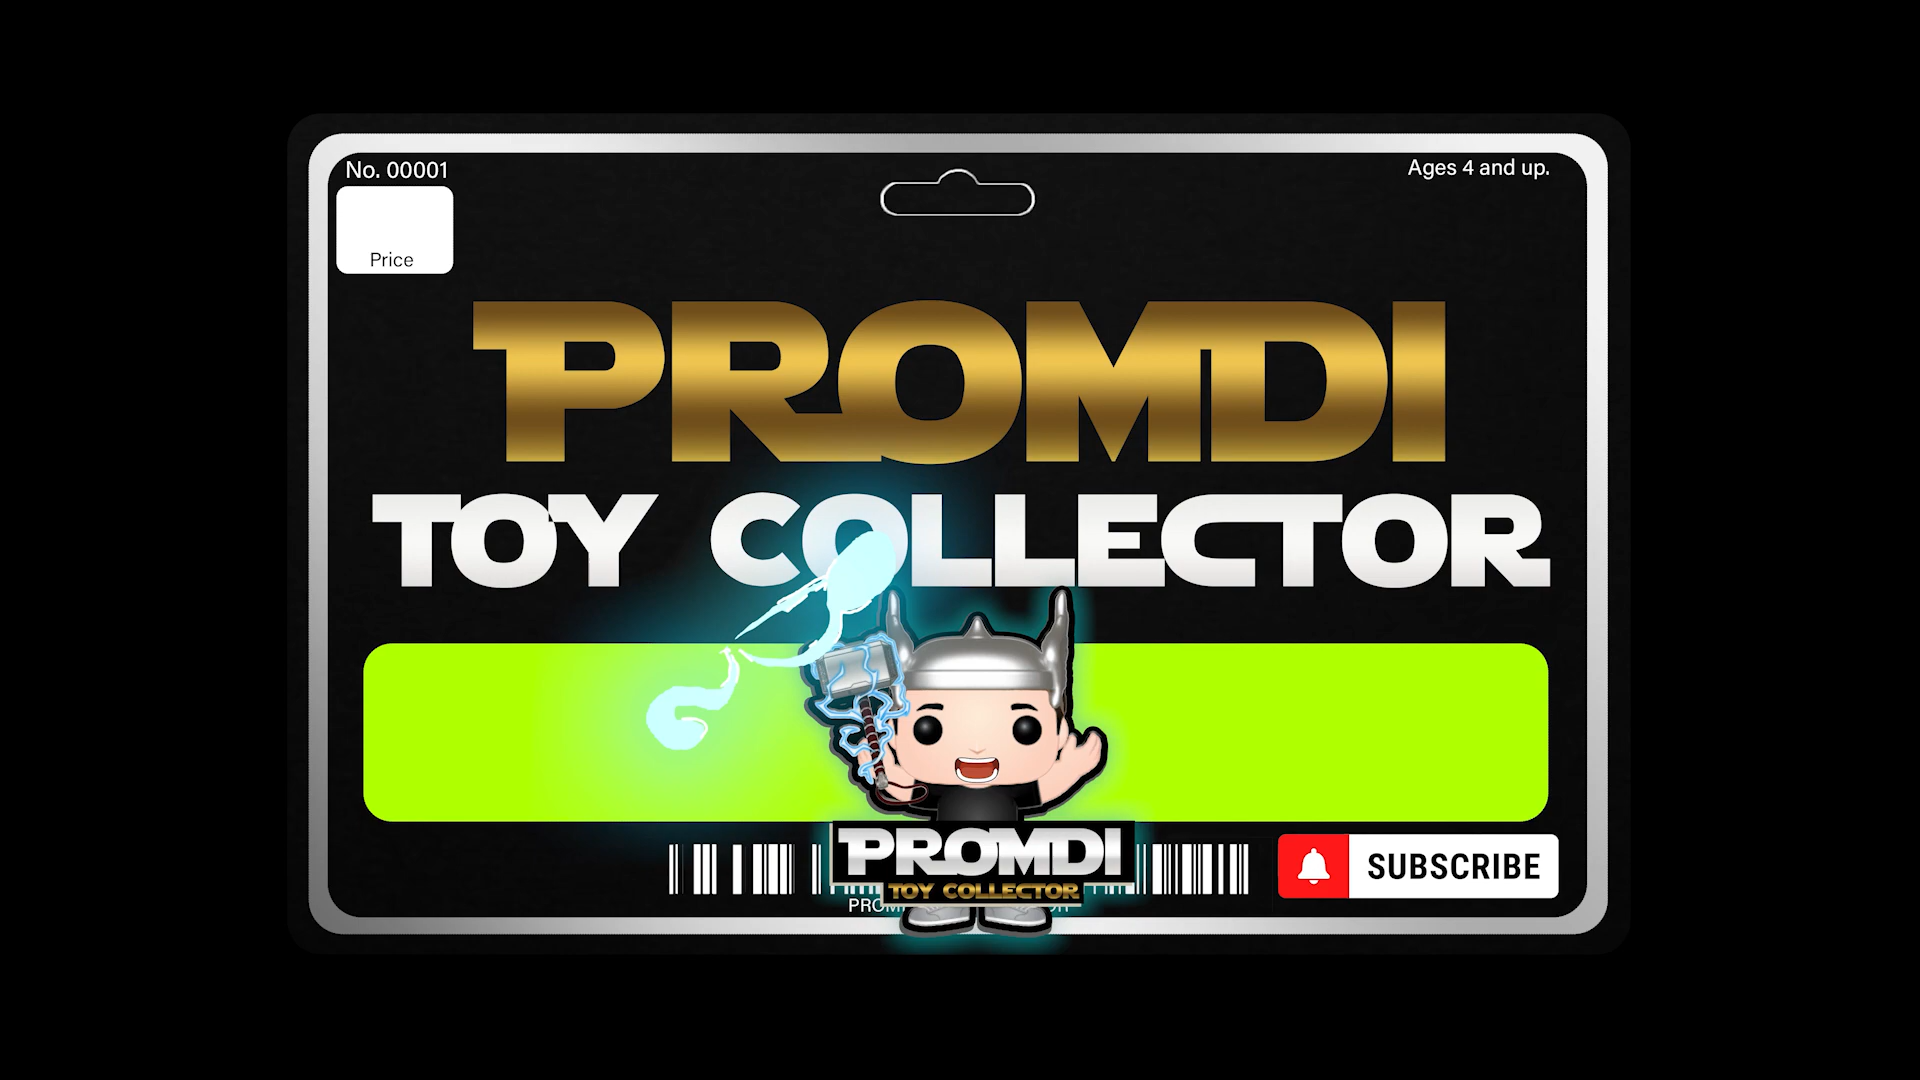 No. 00001
Ages 4 and up.
Price
PROMDI
TOY COLLECTOR
PROMDI
TOY COLLECTOR
SUBSCRIBE